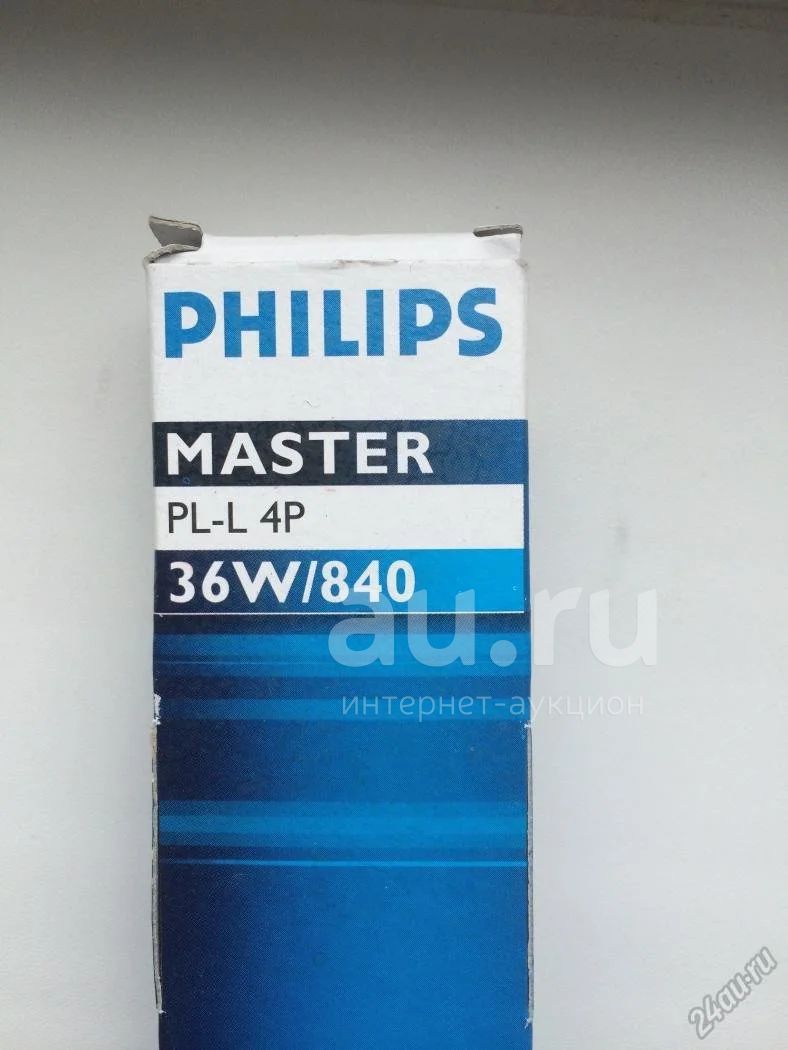 PHILIPS
MASTER
PL-L 4P
36W/840
au.ru
интернет-аукцион
24au.ru